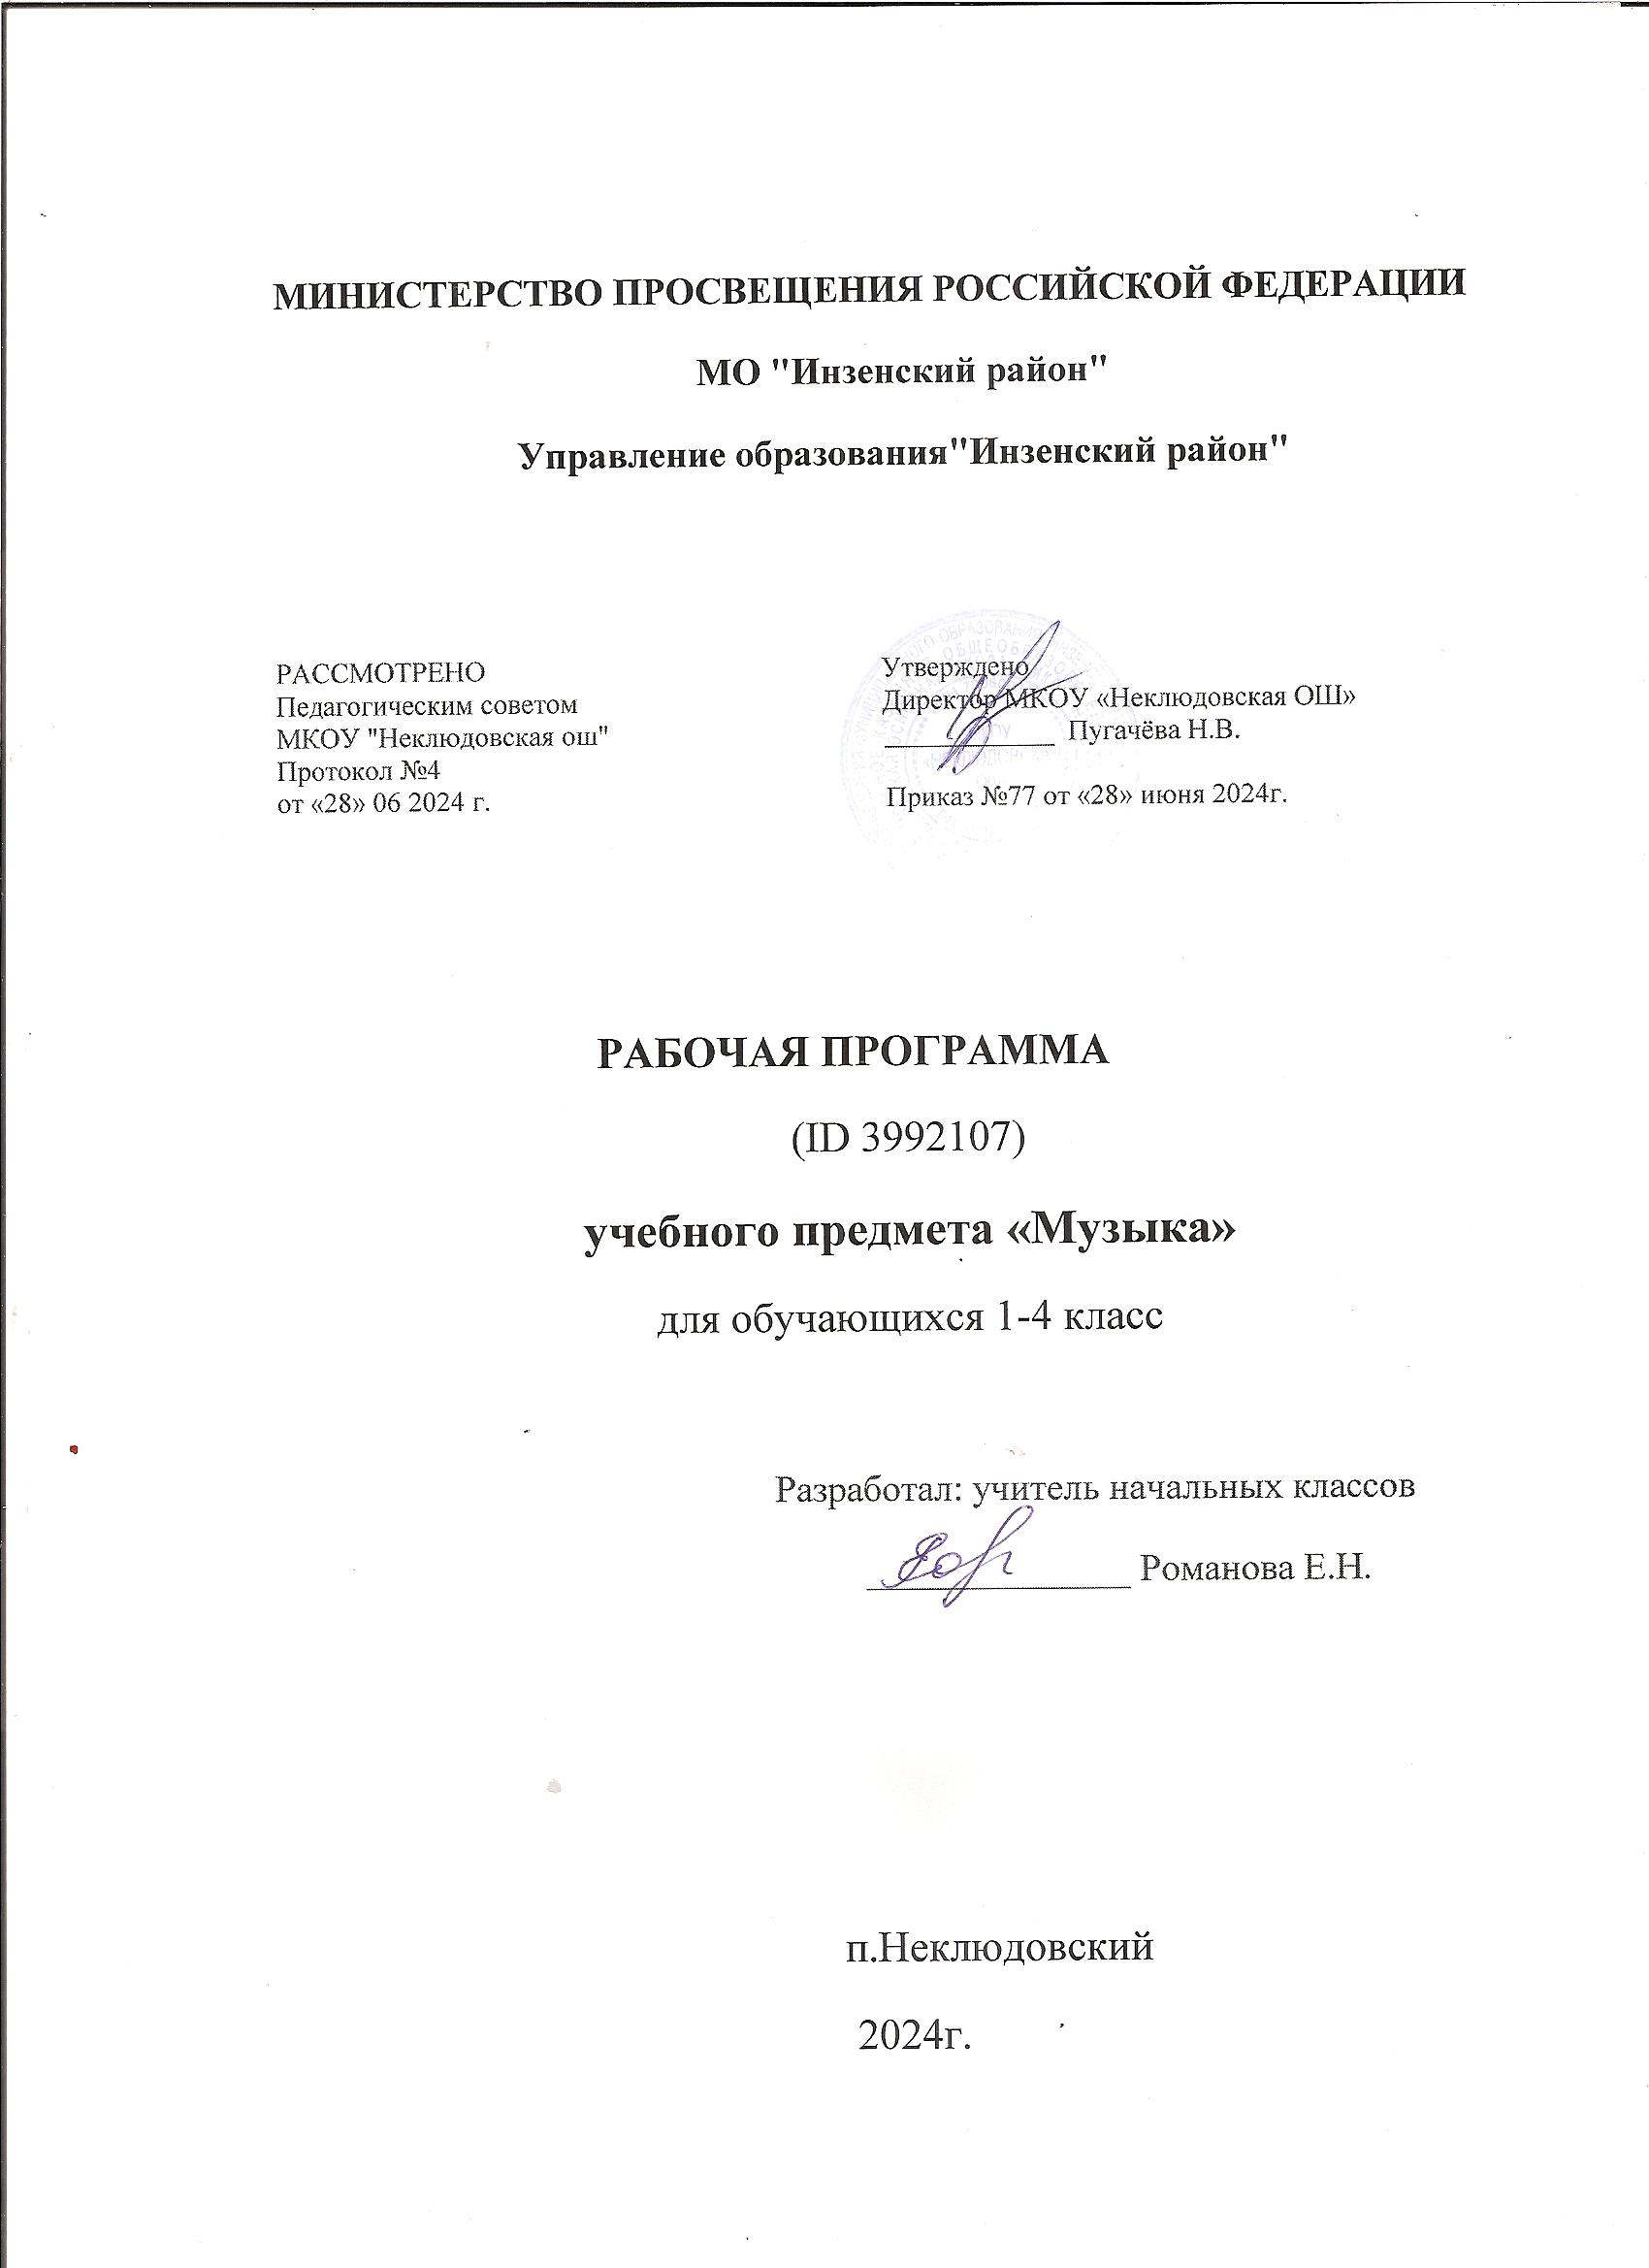 МИНИСТЕРСТВО ПРОСВЕЩЕНИЯ РОССИЙСКОЙ ФЕДЕРАЦИИ
МО "Инзенский район"
Управление образования"Инзенский район"
РАССМОТРЕНО
Педагогическим советом
МКОУ "Неклюдовская ош"
Протокол №4
от «28» 06 2024 г.
Утверждено
Директор МКОУ «Неклюдовская ОШ»
____________ Пугачёва Н.В.
Приказ №77 от «28» июня 2024г.
РАБОЧАЯ ПРОГРАММА
(ID 3992107)
учебного предмета «Музыка»
для обучающихся 1-4 класс
Разработал: учитель начальных классов
_____________ Романова Е.Н.
п.Неклюдовский
2024г.